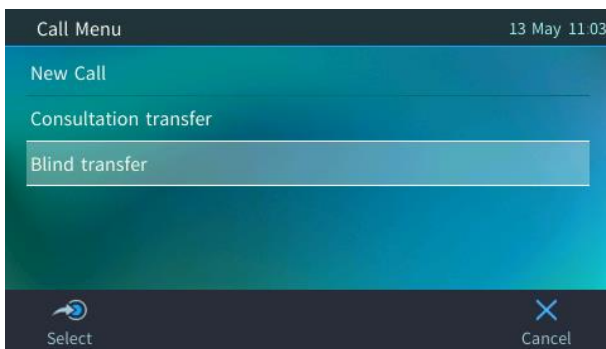 Call Menu 13 May 11:03
New Call
Consultation transfer
Blind transfer
Select Cancel